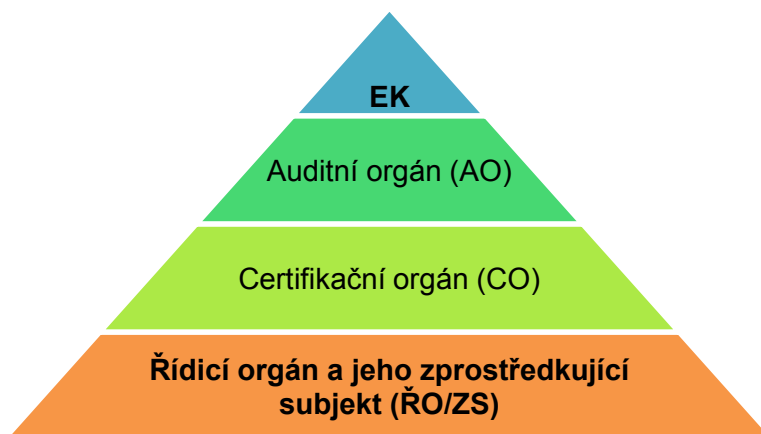 EK
Auditní orgán (AO)
Certifikační orgán (CO)
Řídicí orgán a jeho zprostředkující
subjekt (ŘO/ZS)